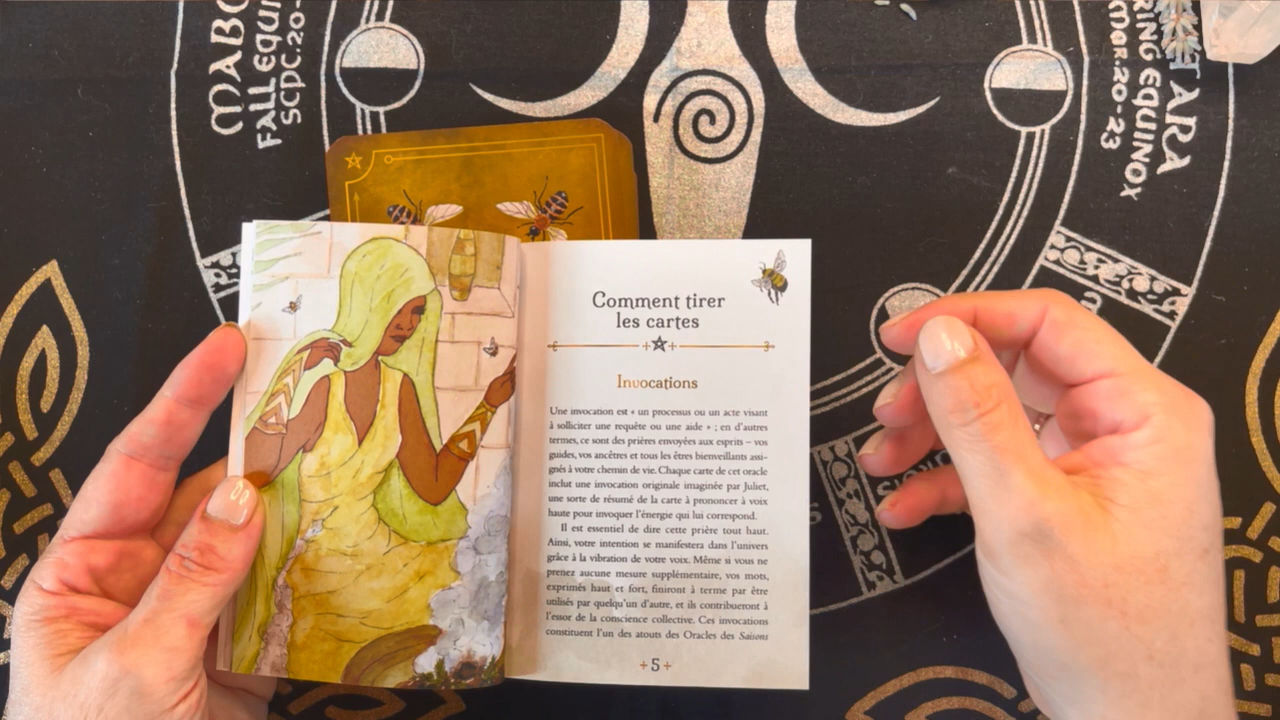 MABO
FALL EQUI
SEPC.20-
TARA
RING EQUINOX
MAR.20-23
Comment tirer
les cartes
Invocations
Une invocation est « un processus ou un acte visant
à solliciter une requête ou une aide » ; en d'autres
termes, ce sont des prières envoyées aux esprits – vos
guides, vos ancêtres et tous les êtres bienveillants assi-
gnés à votre chemin de vie. Chaque carte de cet oracle
inclut une invocation originale imaginée par Juliet,
une sorte de résumé de la carte à prononcer à voix
haute pour invoquer l'énergie qui lui correspond.
Il est essentiel de dire cette prière tout haut.
Ainsi, votre intention se manifestera dans l'univers
grâce à la vibration de votre voix. Même si vous ne
prenez aucune mesure supplémentaire, vos mots,
exprimés haut et fort, finiront à terme par être
utilisés par quelqu'un d'autre, et ils contribueront à
l'essor de la conscience collective. Ces invocations
constituent l'un des atouts des Oracles des Saisons
5